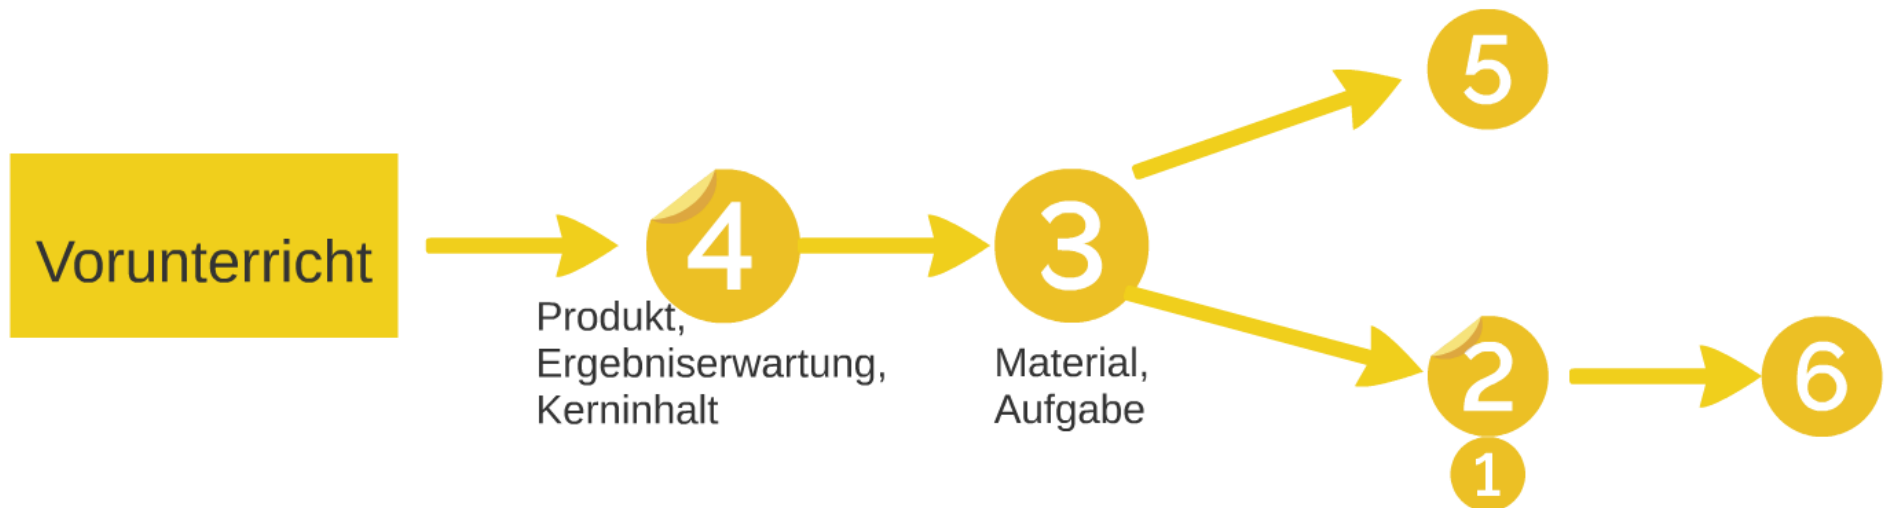 Vorunterricht
4
Produkt,
Ergebniserwartung,
Kerninhalt
3
Material,
Aufgabe
5
2
1
6